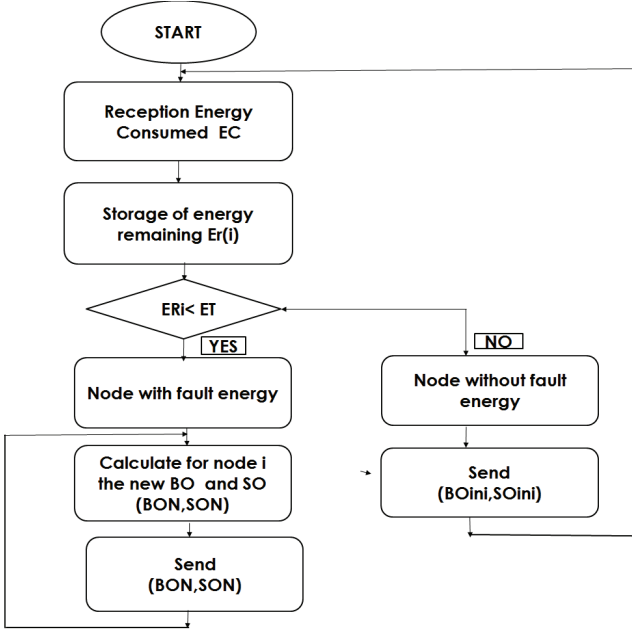 START
Reception Energy
Consumed EC
Storage of energy
remaining Er(i)
ERi< ET
YES
NO
Node with fault energy
Node without fault
energy
Calculate for node i
the new BO and SO
(BON,SON)
Send
(BOini,SOini)
Send
(BON,SON)